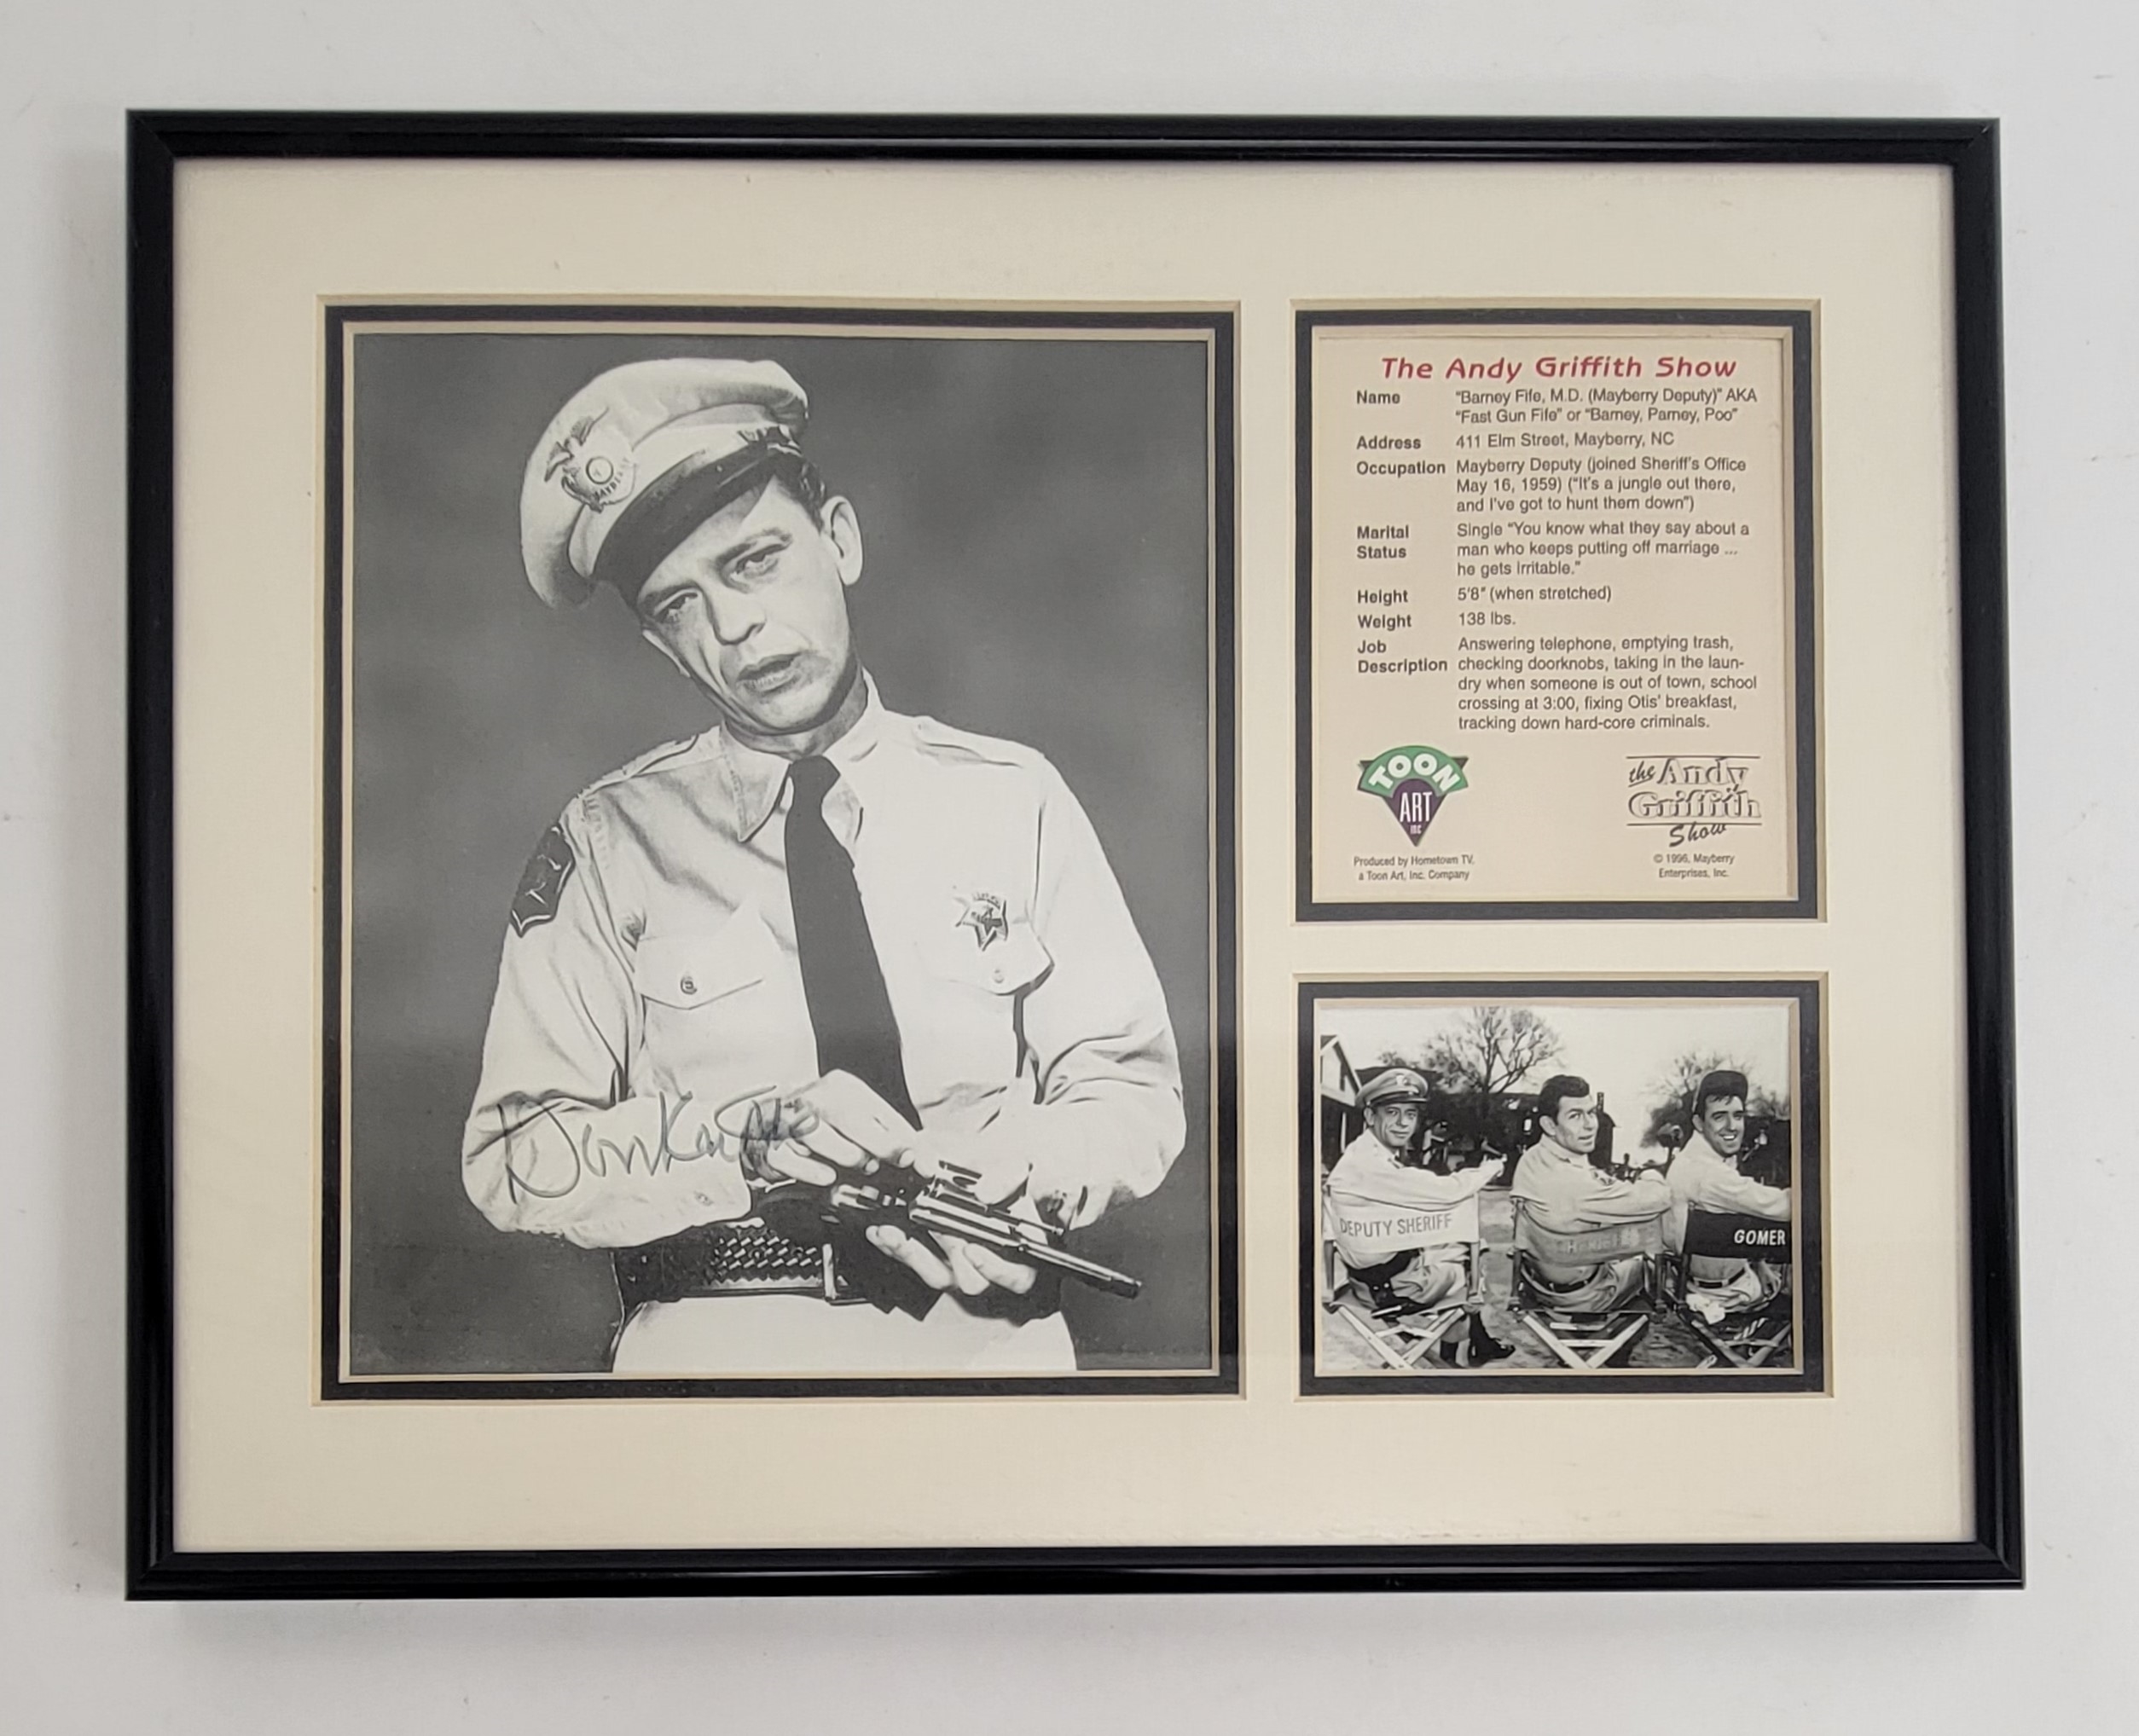 MAYBERRY
Don Knotts
The Andy Griffith Show
Name "Barney Fife, M.D. (Mayberry Deputy)" AKA
"Fast Gun Fife" or "Barney, Parney, Poo"
Address 411 Elm Street, Mayberry, NC
Occupation Mayberry Deputy (joined Sheriff's Office
May 16, 1959) ("It's a jungle out there,
and I've got to hunt them down")
Marital Single "You know what they say about a
Status man who keeps putting off marriage ...
he gets irritable."
Height 5'8" (when stretched)
Weight 138 lbs.
Job Answering telephone, emptying trash,
Description checking doorknobs, taking in the laun-
dry when someone is out of town, school
crossing at 3:00, fixing Otis' breakfast,
tracking down hard-core criminals.
TOON
ART
INC
Produced by Hometown TV,
a Toon Art, Inc. Company
the Andy
Griffith
Show
© 1996, Mayberry
Enterprises, Inc.
DEPUTY SHERIFF
GOMER